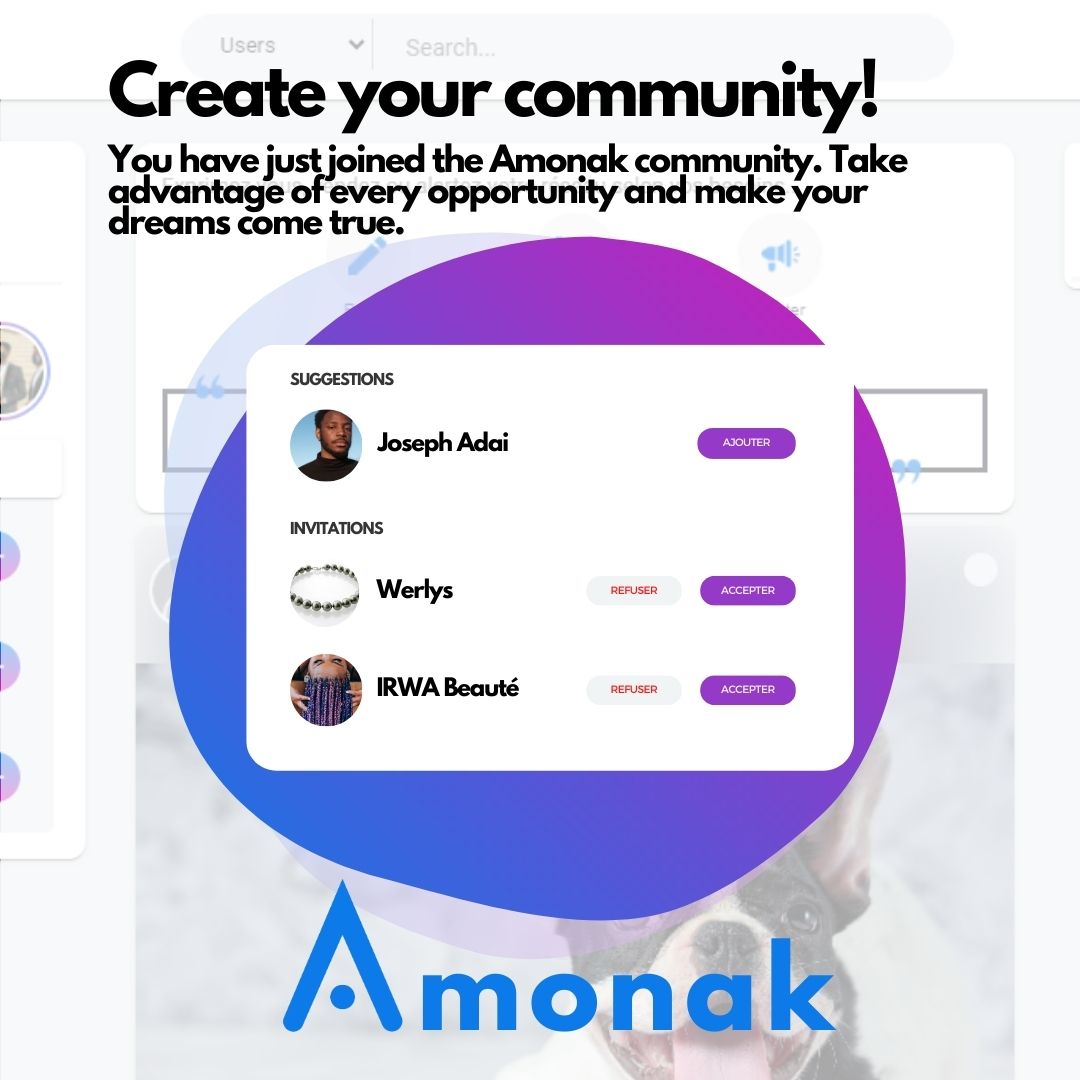 Users
Search...
Create your community!
You have just joined the Amonak community. Take
advantage of every opportunity and make your
dreams come true.
SUGGESTIONS
Joseph Adai
AJOUTER
INVITATIONS
Werlys
REFUSER
ACCEPTER
IRWA Beauté
REFUSER
ACCEPTER
Amonak